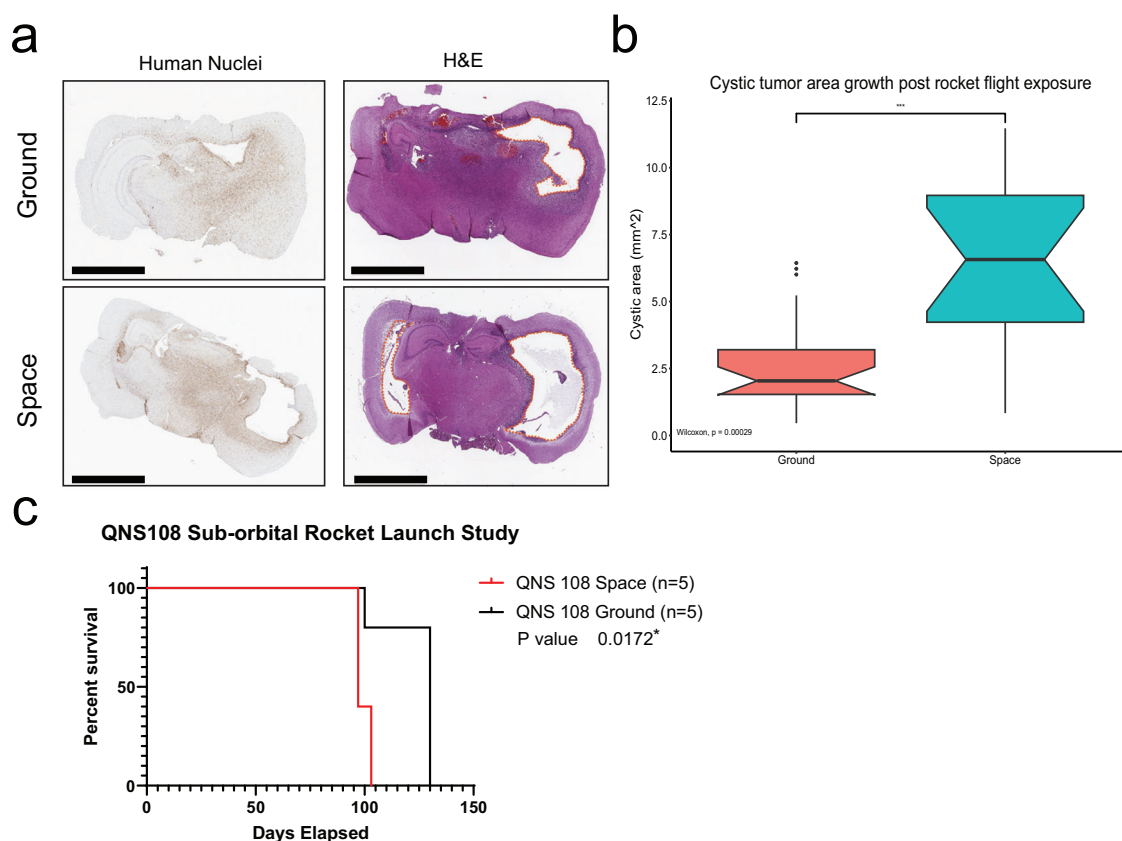 a
Human Nuclei
H&E
Ground
Space
b
Cystic tumor area growth post rocket flight exposure
***
12.5
10.0
7.5
5.0
2.5
0.0
Cystic area (mm^2)
Wilcoxon, p = 0.00029
Ground
Space
c
QNS108 Sub-orbital Rocket Launch Study
QNS 108 Space (n=5)
QNS 108 Ground (n=5)
P value 0.0172*
100
50
0
Percent survival
0 50 100 150
Days Elapsed